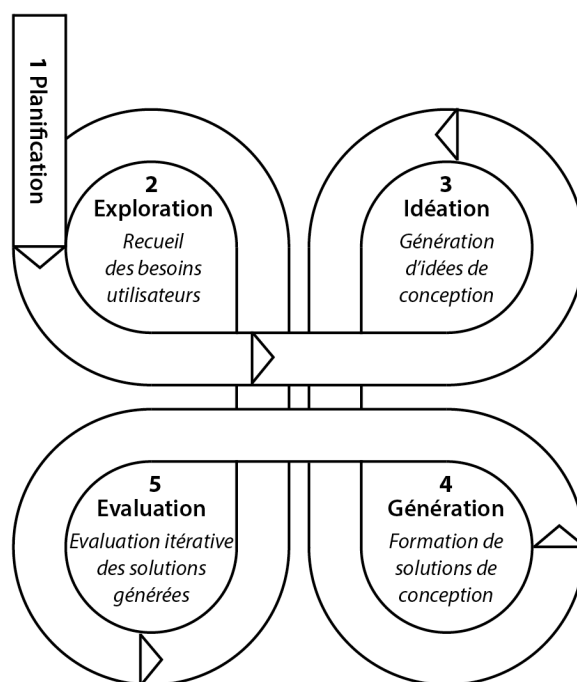 1 Planification
2
Exploration
Recueil
des besoins
utilisateurs
3
Idéation
Génération
d'idées de
conception
5
Evaluation
Evaluation itérative
des solutions
générées
4
Génération
Formation de
solutions de
conception